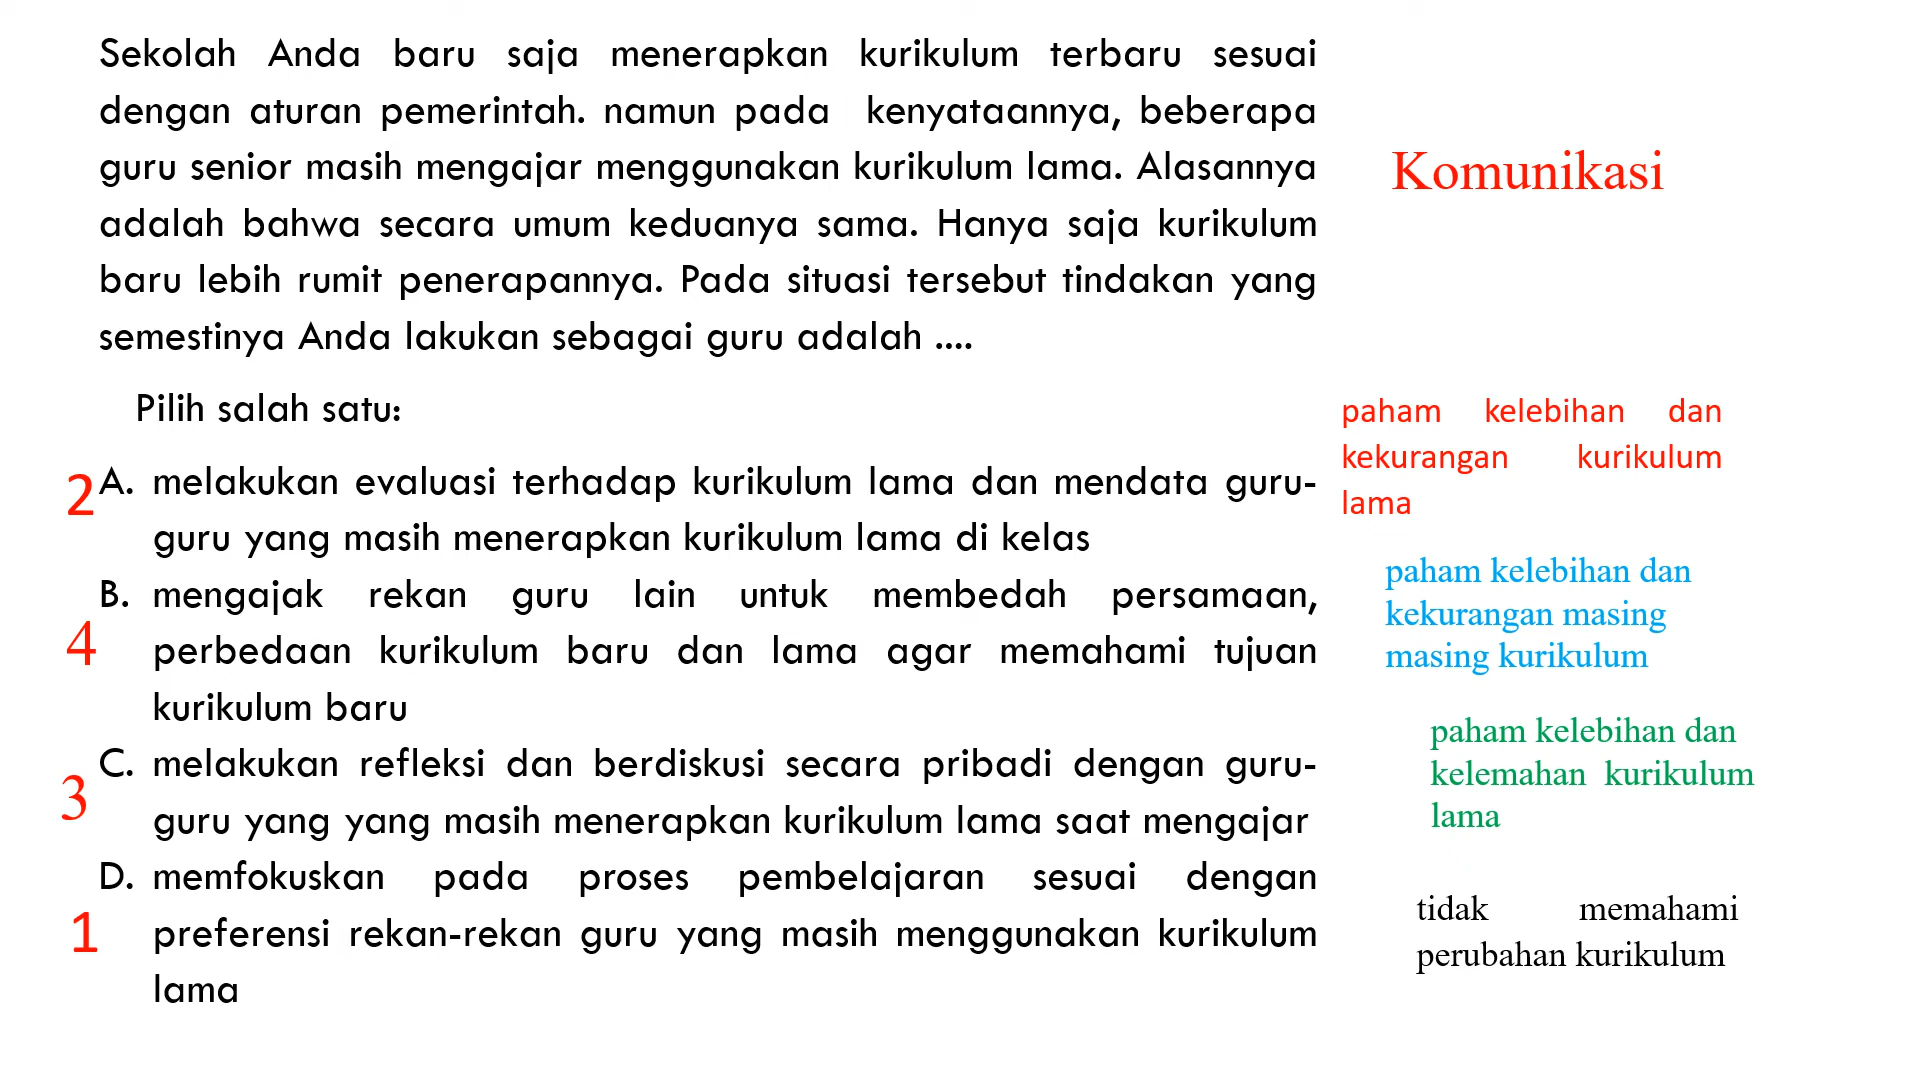 Sekolah Anda baru saja menerapkan kurikulum terbaru sesuai
dengan aturan pemerintah. namun pada kenyataannya, beberapa
guru senior masih mengajar menggunakan kurikulum lama. Alasannya
adalah bahwa secara umum keduanya sama. Hanya saja kurikulum
baru lebih rumit penerapannya. Pada situasi tersebut tindakan yang
semestinya Anda lakukan sebagai guru adalah ....
Komunikasi
Pilih salah satu:
2 A. melakukan evaluasi terhadap kurikulum lama dan mendata guru-
guru yang masih menerapkan kurikulum lama di kelas
paham kelebihan dan
kekurangan kurikulum
lama
B. mengajak rekan guru lain untuk membedah persamaan,
4 perbedaan kurikulum baru dan lama agar memahami tujuan
kurikulum baru
paham kelebihan dan
kekurangan masing
masing kurikulum
C. melakukan refleksi dan berdiskusi secara pribadi dengan guru-
3 guru yang yang masih menerapkan kurikulum lama saat mengajar
paham kelebihan dan
kelemahan kurikulum
lama
D. memfokuskan pada proses pembelajaran sesuai dengan
1 preferensi rekan-rekan guru yang masih menggunakan kurikulum
lama
tidak memahami
perubahan kurikulum